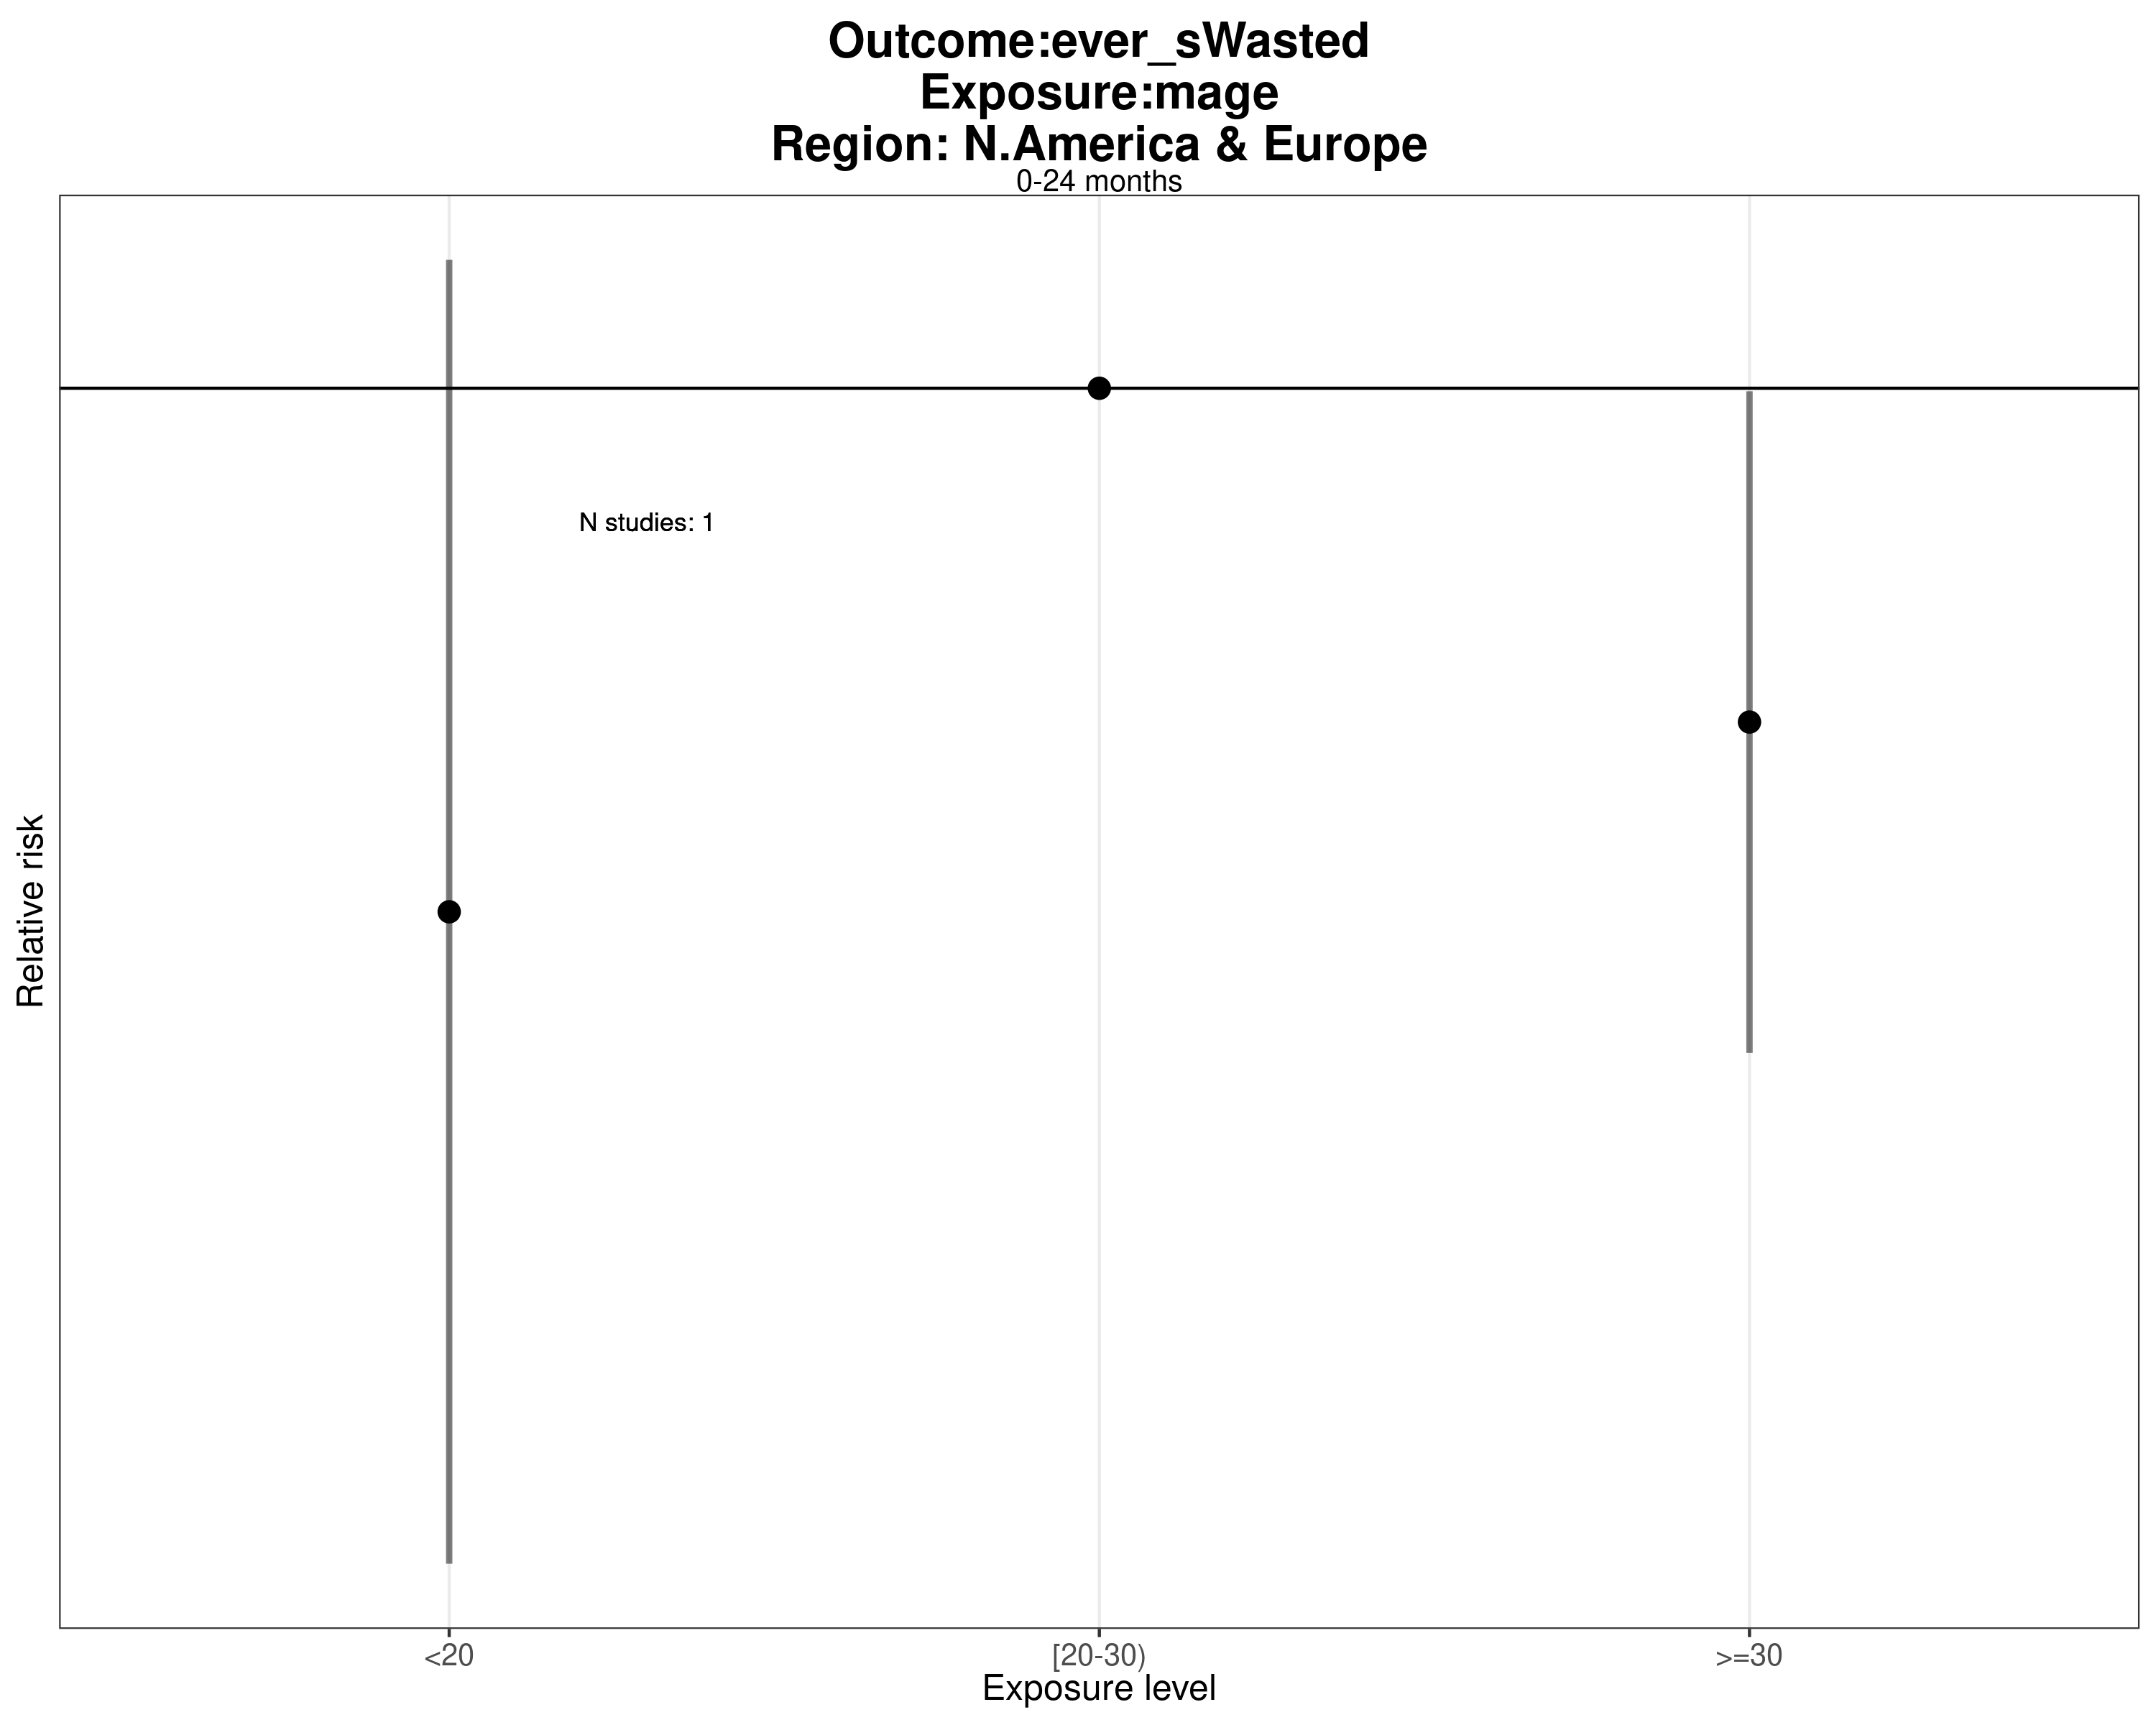 Outcome:ever_sWasted
Exposure:mage
Region: N.America & Europe
0-24 months
N studies: 1
Relative risk
<20
[20-30)
>=30
Exposure level